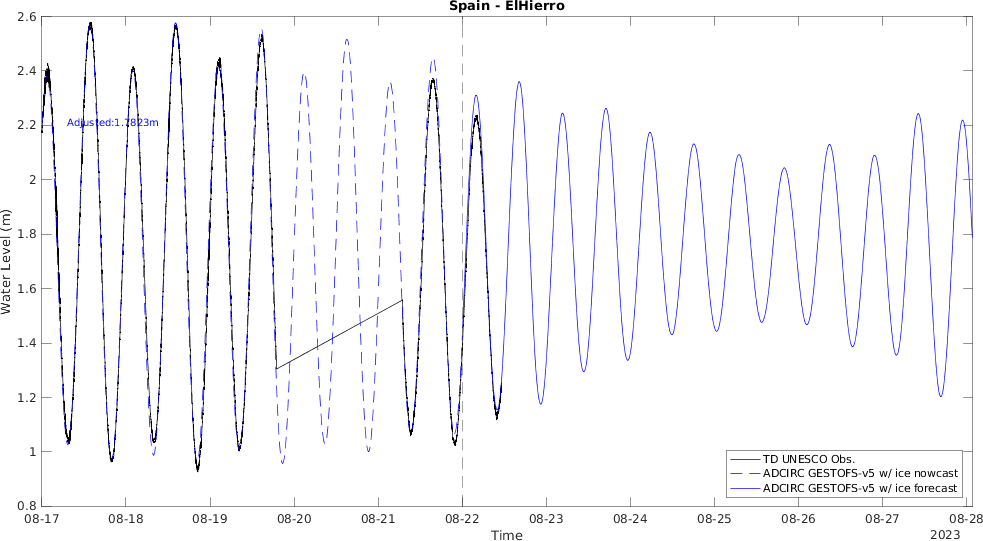 Spain - ElHierro
2.6
2.4
2.2
2
1.8
1.6
1.4
1.2
1
0.8
Water Level (m)
Adjusted:1.7823m
TD UNESCO Obs.
ADCIRC GESTOFS-v5 w/ ice nowcast
ADCIRC GESTOFS-v5 w/ ice forecast
08-17 08-18 08-19 08-20 08-21 08-22 08-23 08-24 08-25 08-26 08-27 08-28
Time
2023